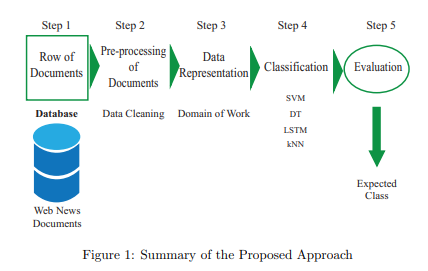 Step 1 Step 2 Step 3 Step 4 Step 5
Row of
Documents
Pre-processing
of
Documents
Data
Representation
Classification
Evaluation
Database
Data Cleaning
Domain of Work
SVM
DT
LSTM
kNN
Web News
Documents
Expected
Class
Figure 1: Summary of the Proposed Approach